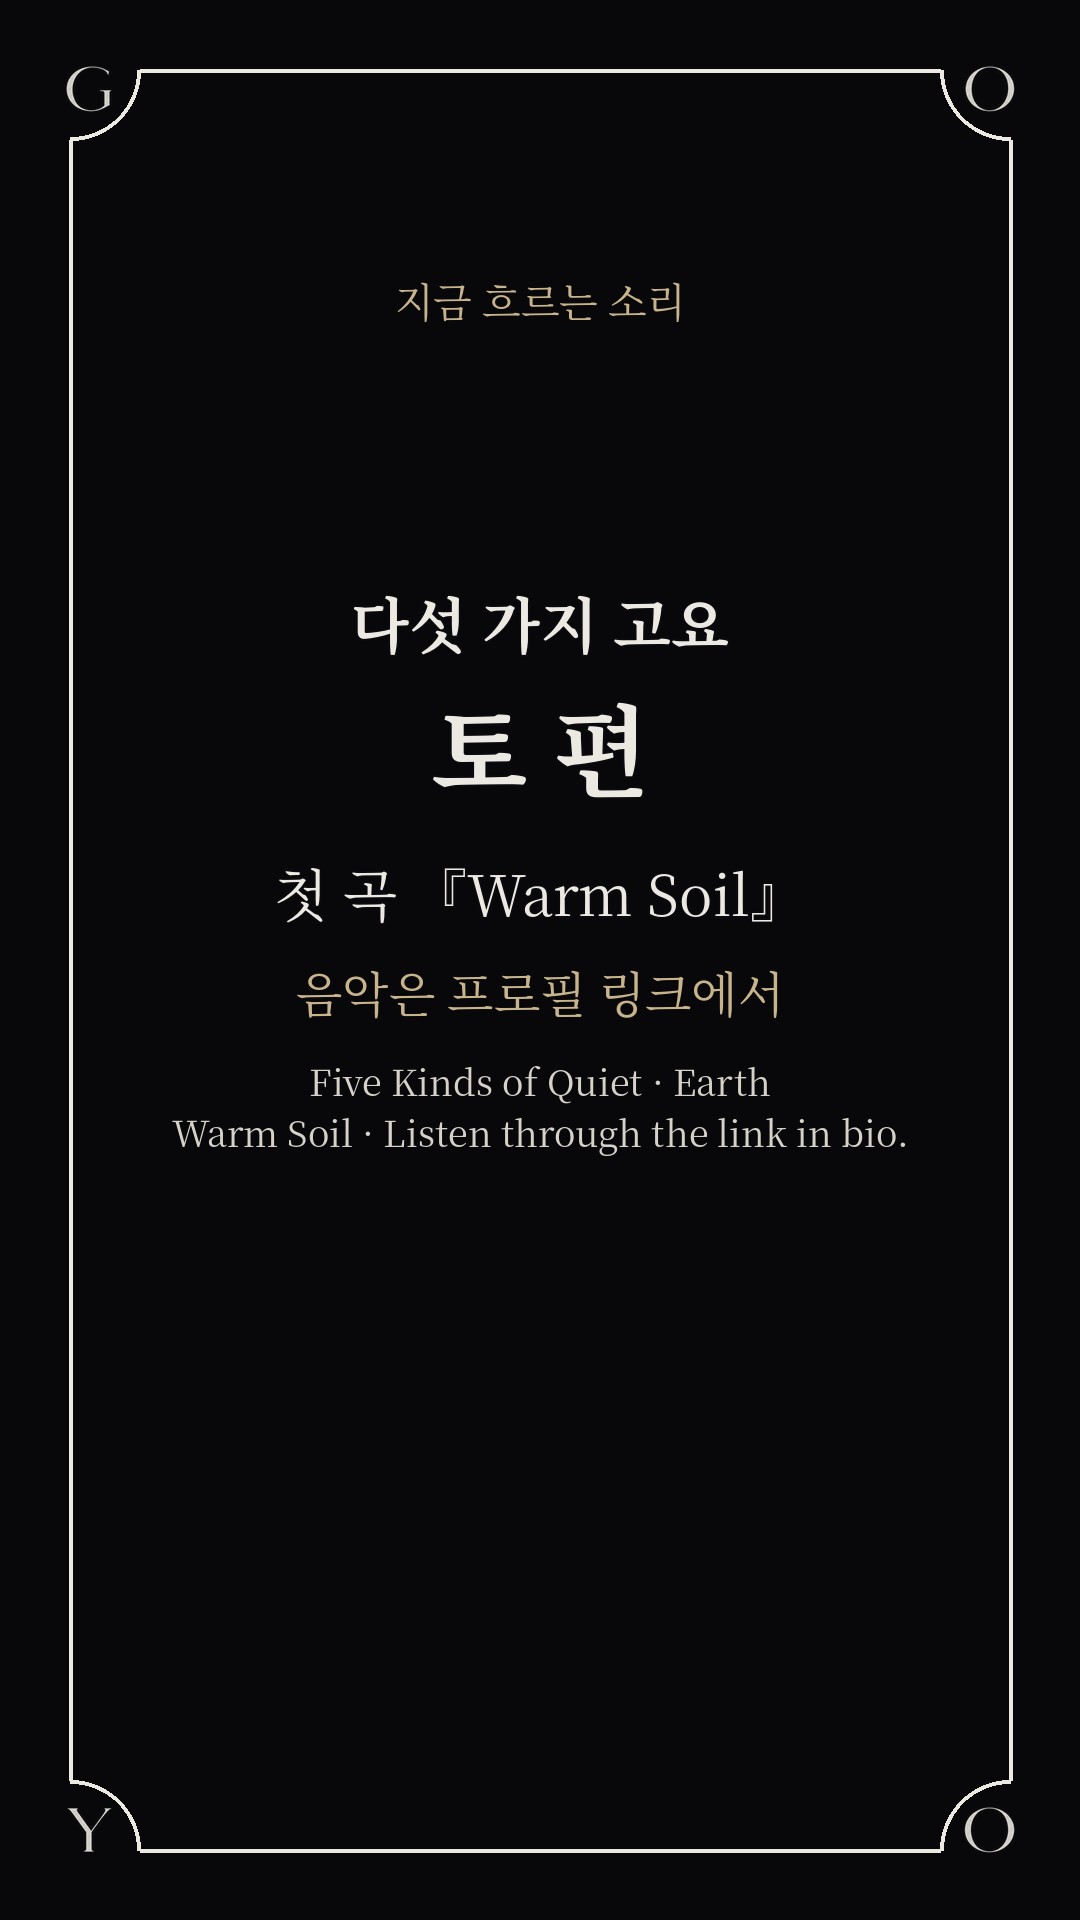 G O
지금 흐르는 소리
다섯 가지 고요
토 편
첫 곡 『Warm Soil』
음악은 프로필 링크에서
Five Kinds of Quiet · Earth
Warm Soil · Listen through the link in bio.
Y O